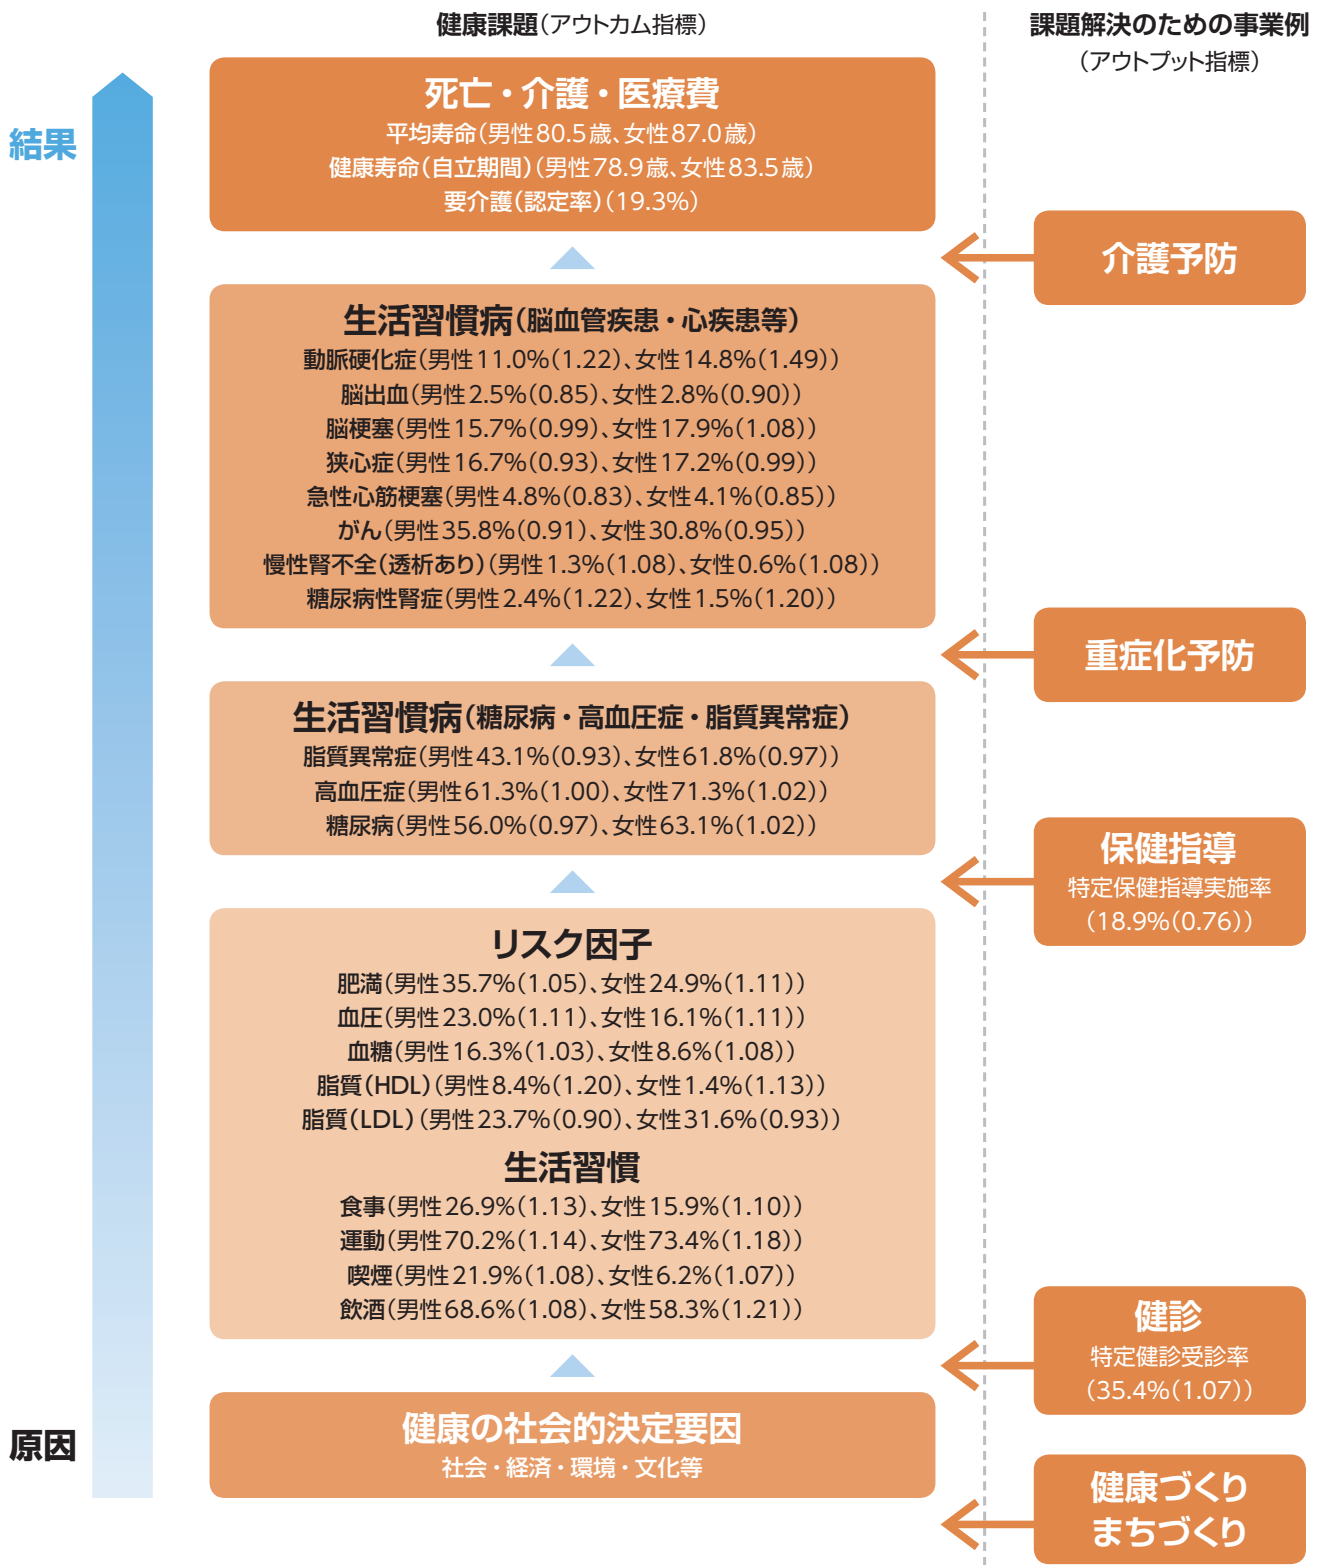 健康課題(アウトカム指標)
課題解決のための事業例
(アウトプット指標)
結果
死亡・介護・医療費
平均寿命(男性80.5歳、女性87.0歳)
健康寿命(自立期間)(男性78.9歳、女性83.5歳)
要介護(認定率)(19.3%)
介護予防
生活習慣病(脳血管疾患・心疾患等)
動脈硬化症(男性11.0%(1.22)、女性14.8%(1.49))
脳出血(男性2.5%(0.85)、女性2.8%(0.90))
脳梗塞(男性15.7%(0.99)、女性17.9%(1.08))
狭心症(男性16.7%(0.93)、女性17.2%(0.99))
急性心筋梗塞(男性4.8%(0.83)、女性4.1%(0.85))
がん(男性35.8%(0.91)、女性30.8%(0.95))
慢性腎不全(透析あり)(男性1.3%(1.08)、女性0.6%(1.08))
糖尿病性腎症(男性2.4%(1.22)、女性1.5%(1.20))
重症化予防
生活習慣病(糖尿病・高血圧症・脂質異常症)
脂質異常症(男性43.1%(0.93)、女性61.8%(0.97))
高血圧症(男性61.3%(1.00)、女性71.3%(1.02))
糖尿病(男性56.0%(0.97)、女性63.1%(1.02))
保健指導
特定保健指導実施率
(18.9%(0.76))
リスク因子
肥満(男性35.7%(1.05)、女性24.9%(1.11))
血圧(男性23.0%(1.11)、女性16.1%(1.11))
血糖(男性16.3%(1.03)、女性8.6%(1.08))
脂質(HDL)(男性8.4%(1.20)、女性1.4%(1.13))
脂質(LDL)(男性23.7%(0.90)、女性31.6%(0.93))
生活習慣
食事(男性26.9%(1.13)、女性15.9%(1.10))
運動(男性70.2%(1.14)、女性73.4%(1.18))
喫煙(男性21.9%(1.08)、女性6.2%(1.07))
飲酒(男性68.6%(1.08)、女性58.3%(1.21))
健診
特定健診受診率
(35.4%(1.07))
原因
健康の社会的決定要因
社会・経済・環境・文化等
健康づくり
まちづくり